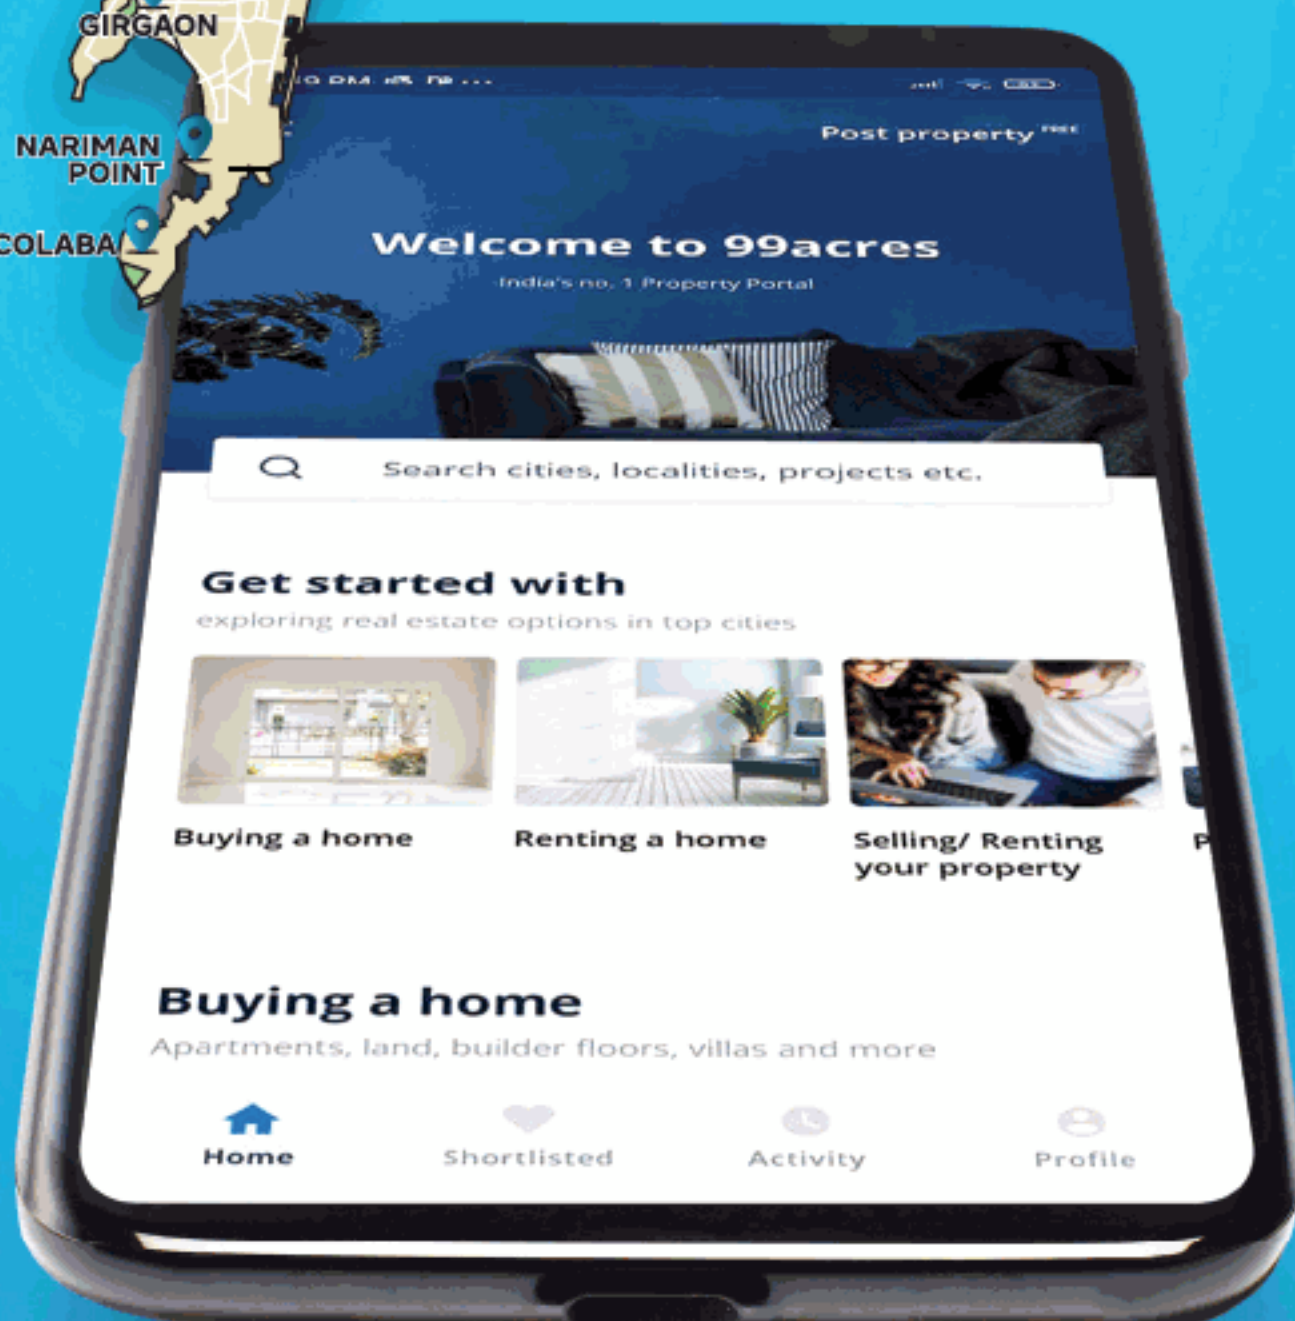 GIRGAON
NARIMAN
POINT
COLABA
PM
Post property FREE
Welcome to 99acres
India's no. 1 Property Portal
Search cities, localities, projects etc.
Get started with
exploring real estate options in top cities
Buying a home
Renting a home
Selling/ Renting
your property
P
Buying a home
Apartments, land, builder floors, villas and more
Home
Shortlisted
Activity
Profile